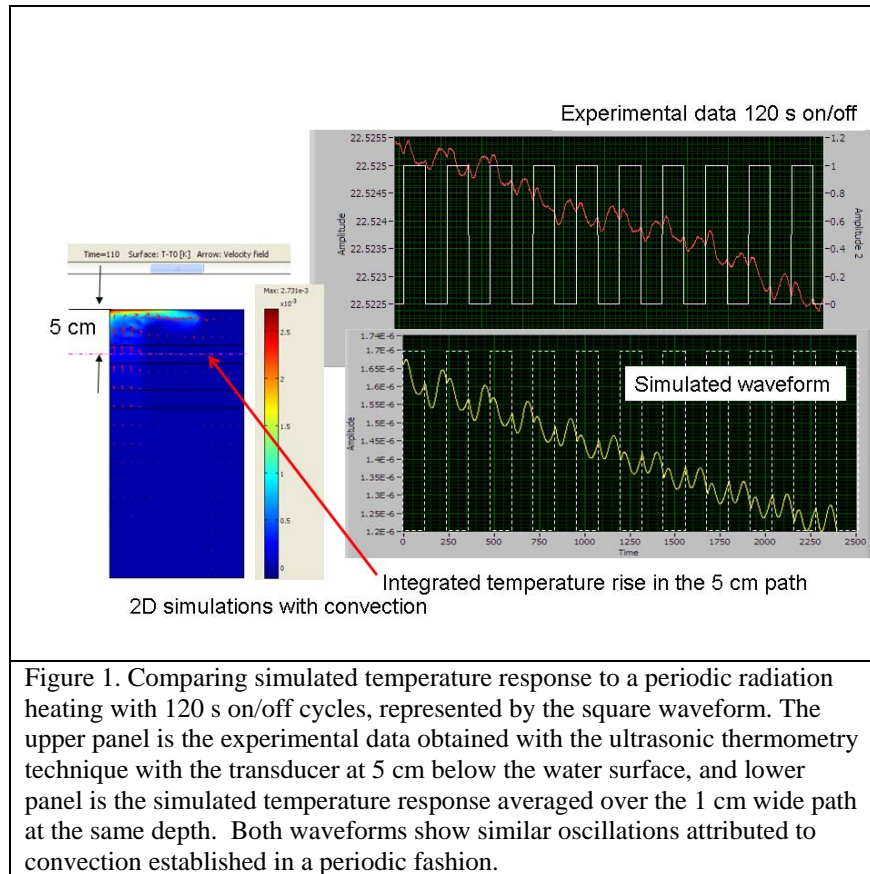 Experimental data 120 s on/off
22.5255
22.525
22.5245
22.524
22.5235
22.523
22.5225
Amplitude
1.2
1
0.8
0.6
0.4
0.2
0
Amplitude 2
Time=110 Surface: T-T0 [K] Arrow: Velocity field
5 cm
Max: 2.731e-3
x10-3
2.5
2
1.5
1
0.5
0
1.74E-6
1.7E-6
1.65E-6
1.6E-6
1.55E-6
1.5E-6
1.45E-6
1.4E-6
1.35E-6
1.3E-6
1.25E-6
1.2E-6
Amplitude
Simulated waveform
0 250 500 750 1000 1250 1500 1750 2000 2250 2500
Time
Integrated temperature rise in the 5 cm path
2D simulations with convection
Figure 1. Comparing simulated temperature response to a periodic radiation
heating with 120 s on/off cycles, represented by the square waveform. The
upper panel is the experimental data obtained with the ultrasonic thermometry
technique with the transducer at 5 cm below the water surface, and lower
panel is the simulated temperature response averaged over the 1 cm wide path
at the same depth. Both waveforms show similar oscillations attributed to
convection established in a periodic fashion.